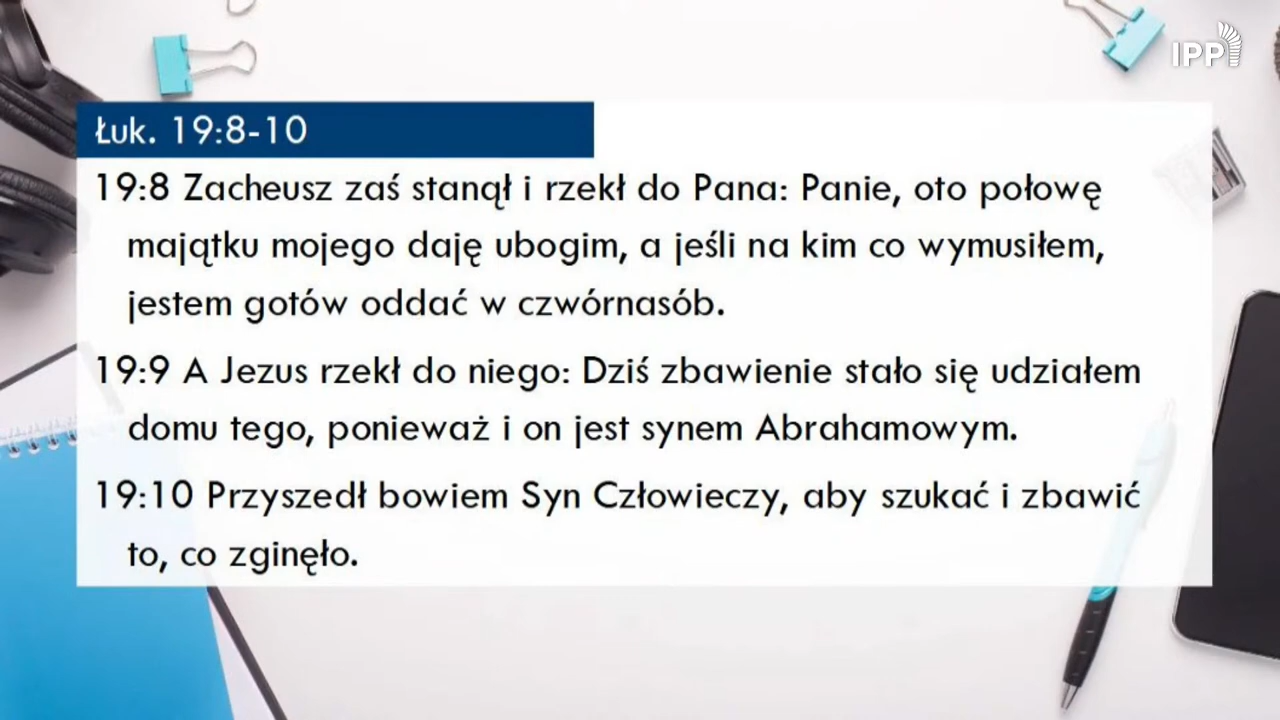 IPP
Łuk. 19:8-10
19:8 Zacheusz zaś stanął i rzekł do Pana: Panie, oto połowę
majątku mojego daję ubogim, a jeśli na kim co wymusiłem,
jestem gotów oddać w czwórnasób.
19:9 A Jezus rzekł do niego: Dziś zbawienie stało się udziałem
domu tego, ponieważ i on jest synem Abrahamowym.
19:10 Przyszedł bowiem Syn Człowieczy, aby szukać i zbawić
to, co zginęło.